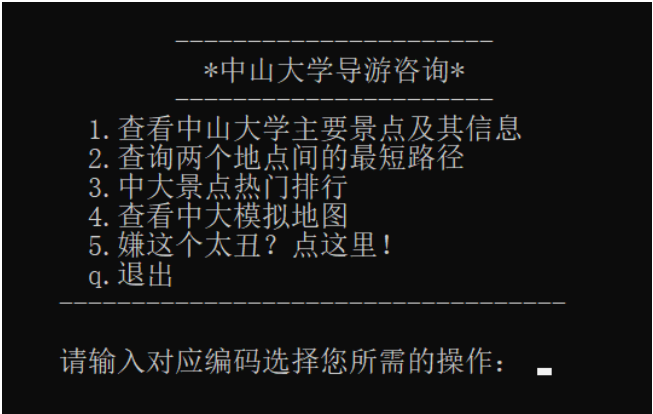 ----------------------
*中山大学导游咨询*
----------------------
1.查看中山大学主要景点及其信息
2.查询两个地点间的最短路径
3.中大景点热门排行
4.查看中大模拟地图
5.嫌这个太丑？点这里！
q.退出
-----------------------------------
请输入对应编码选择您所需的操作：